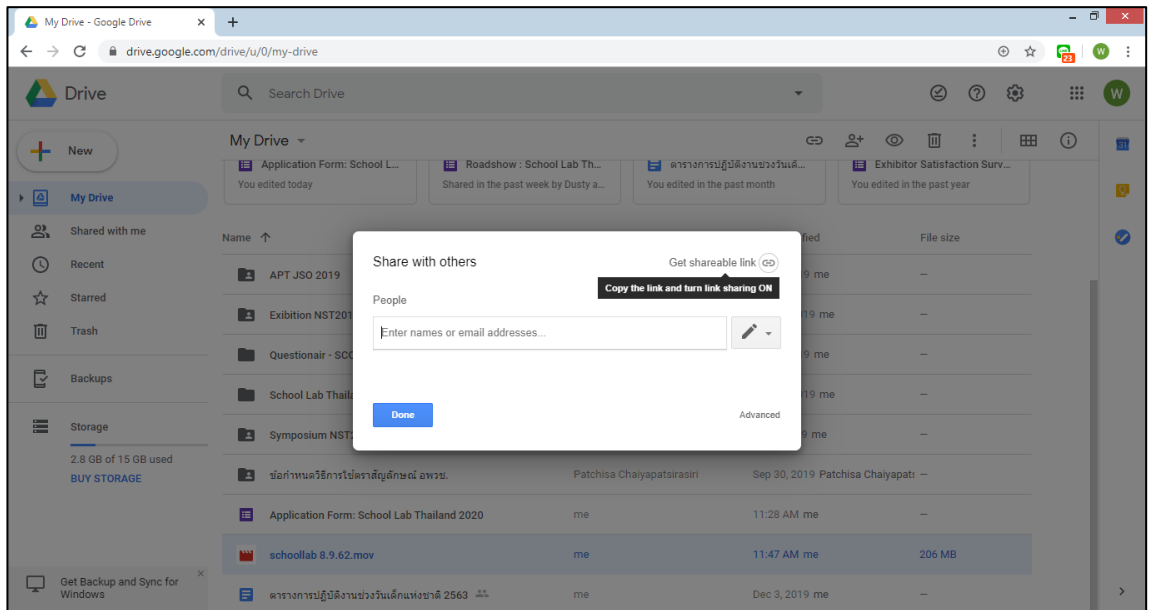 My Drive - Google Drive
drive.google.com/drive/u/0/my-drive
23
W
Drive
Search Drive
W
New
My Drive
31
Application Form: School L...
Roadshow : School Lab Th...
ตารางการปฏิบัติงานช่วงวันเด็...
Exhibitor Satisfaction Surv...
You edited today
Shared in the past week by Dusty a...
You edited in the past month
You edited in the past year
My Drive
Shared with me
Recent
Starred
Trash
Backups
Storage
2.8 GB of 15 GB used
BUY STORAGE
Get Backup and Sync for
Windows
Name
File size
Share with others
Get shareable link
Copy the link and turn link sharing ON
People
Enter names or email addresses...
Done
Advanced
APT JSO 2019
9 me
–
Exibition NST201
19 me
–
Questionair - SCO
9 me
–
School Lab Thaila
19 me
–
Symposium NST
9 me
–
ข้อกำหนดวิธีการใช้ตราสัญลักษณ์ อพวช.
Patchisa Chaiyapatsirasiri
Sep 30, 2019 Patchisa Chaiyapats
–
Application Form: School Lab Thailand 2020
me
11:28 AM me
–
schoollab 8.9.62.mov
me
11:47 AM me
206 MB
ตารางการปฏิบัติงานช่วงวันเด็กแห่งชาติ 2563
me
Dec 3, 2019 me
–